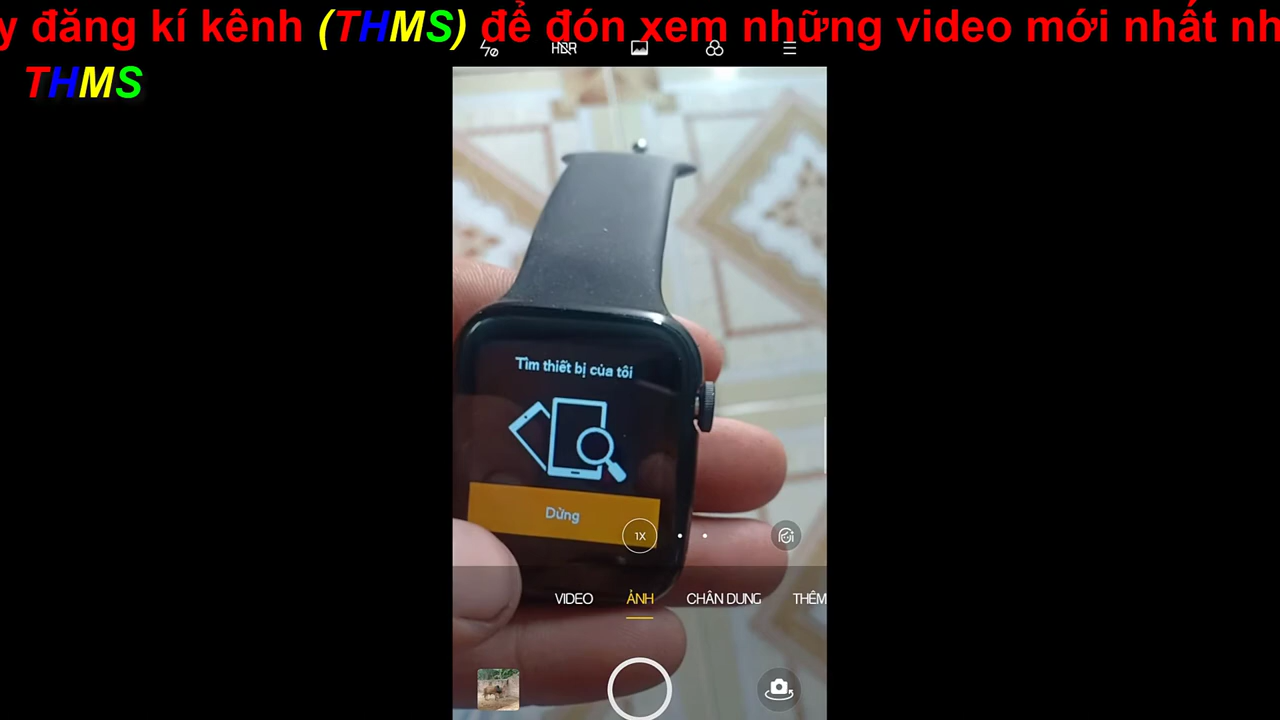 y đăng kí kênh (THMS) để đón xem những video mới nhất nh
THMS
HDR
Tìm thiết bị của tôi
Dừng
1X
VIDEO
ẢNH
CHÂN DUNG
THÊM